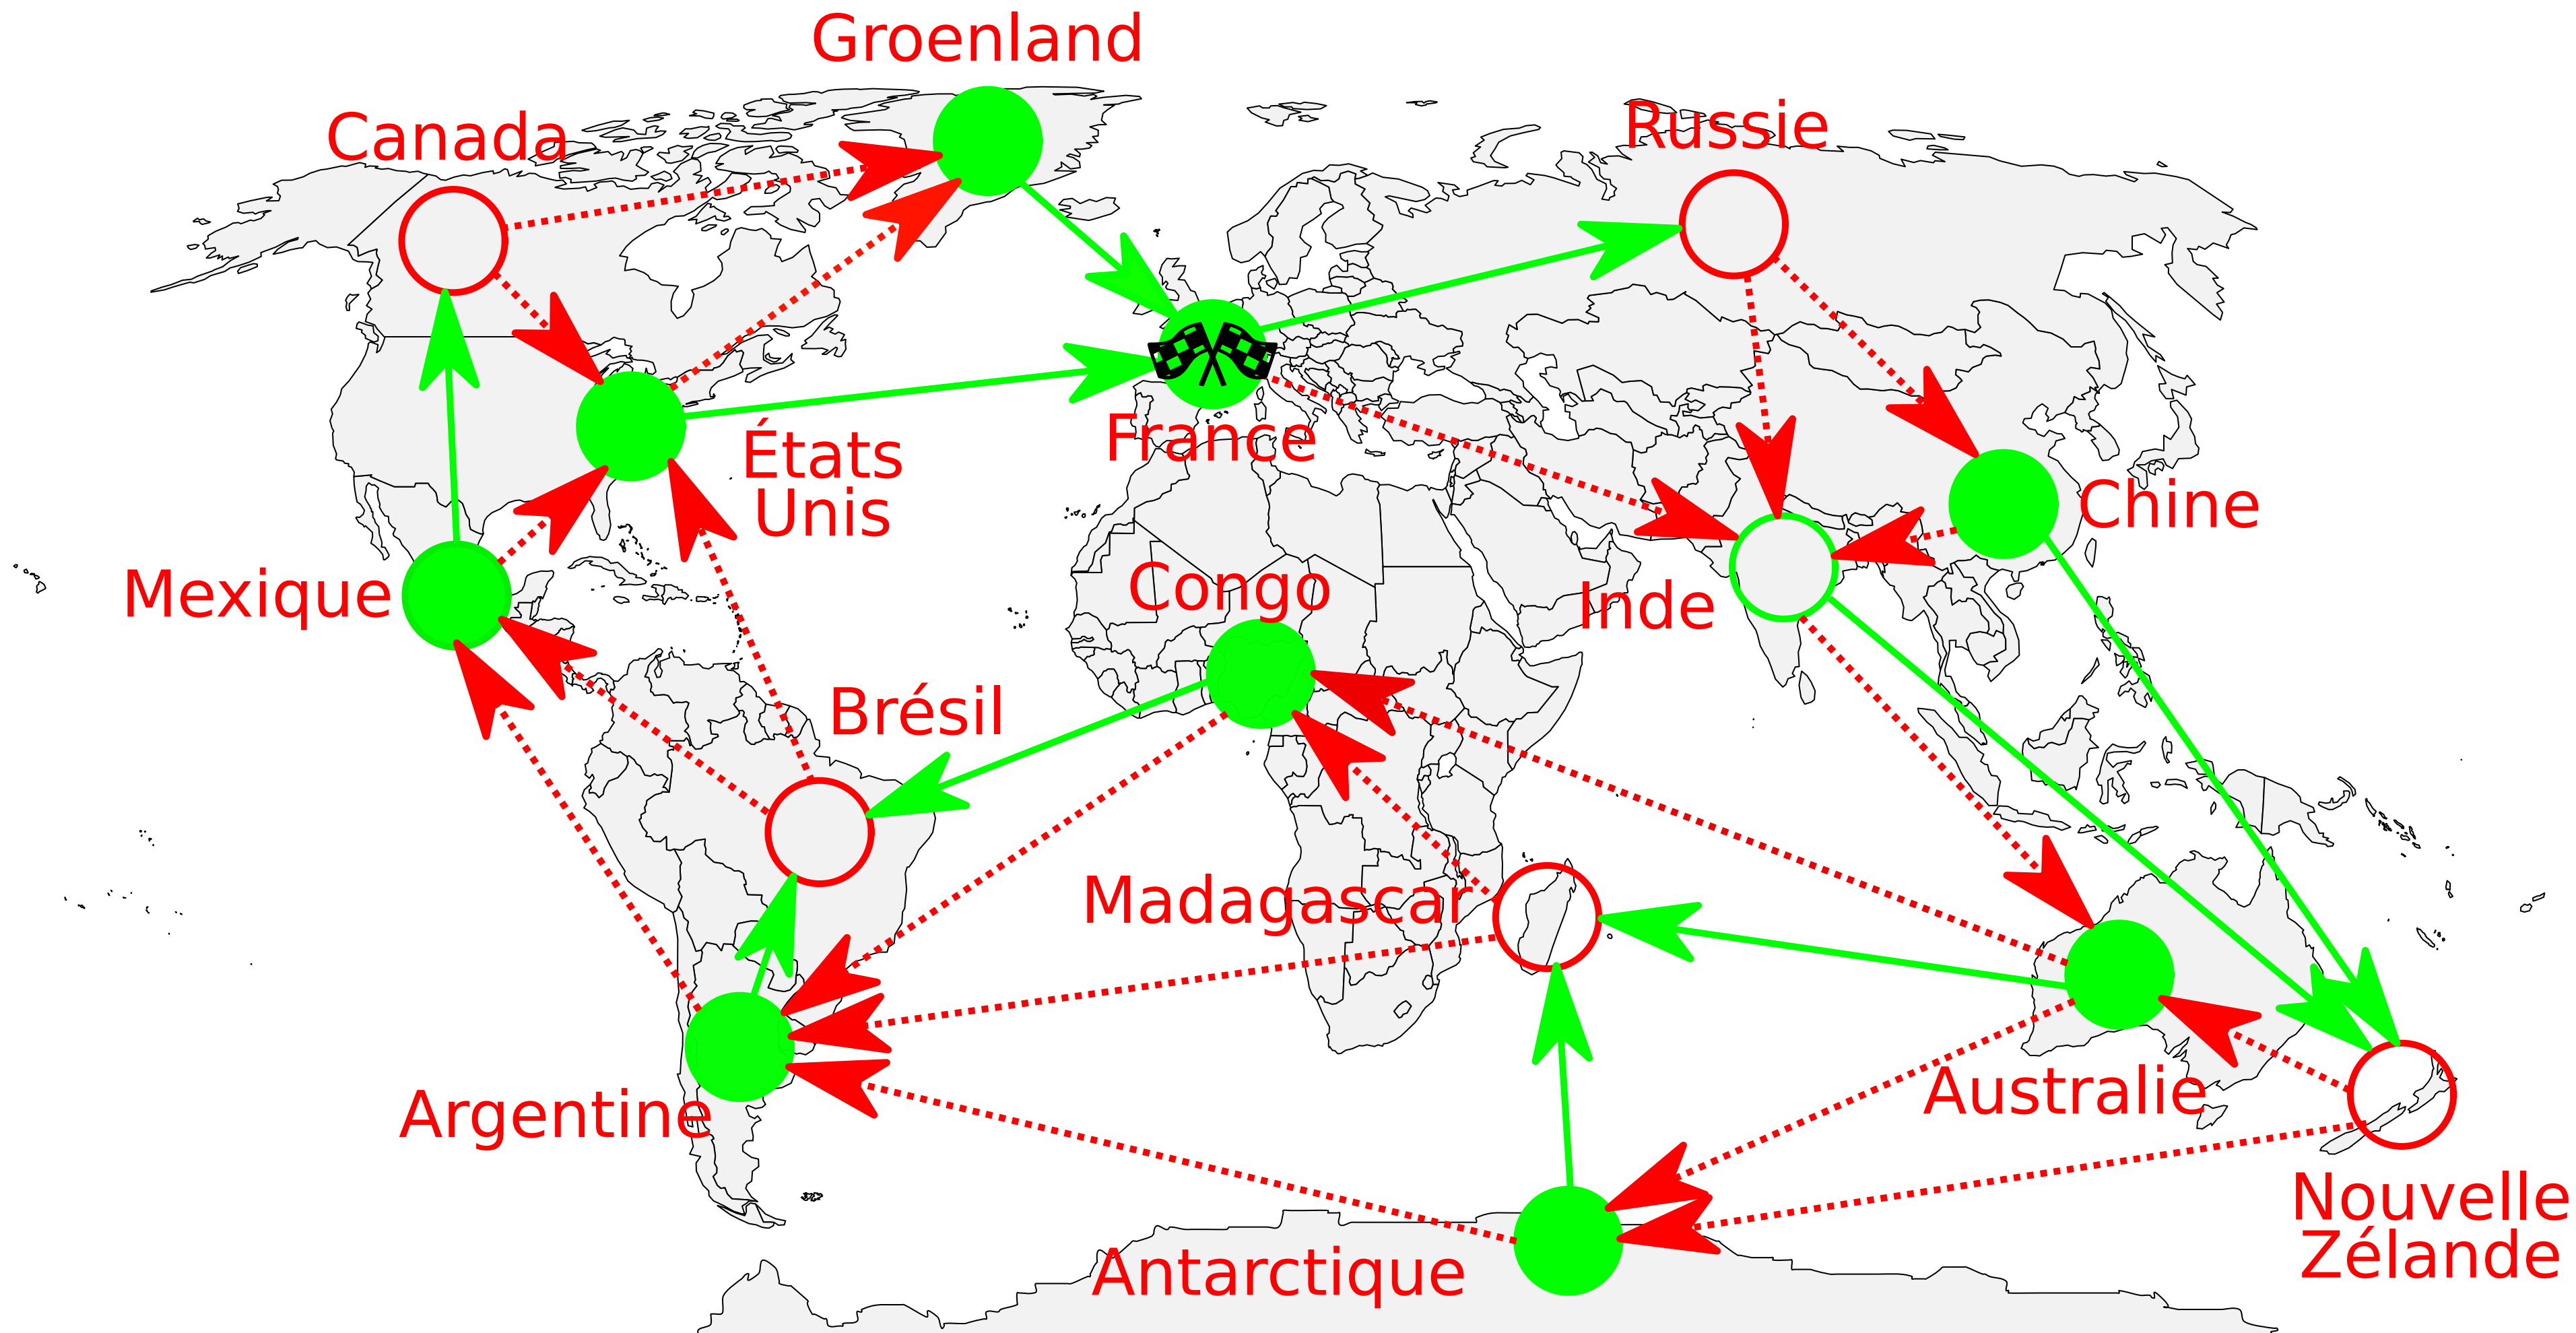 Groenland
Canada
Russie
France
États
Unis
Chine
Mexique
Congo
Inde
Brésil
Madagascar
Argentine
Australie
Antarctique
Nouvelle
Zélande